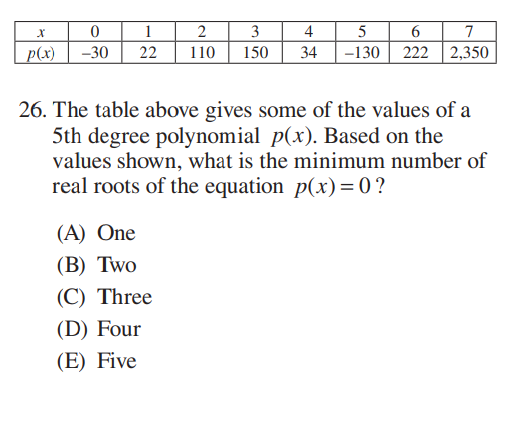 x 0 1 2 3 4 5 6 7
p(x) −30 22 110 150 34 −130 222 2,350
26. The table above gives some of the values of a
5th degree polynomial p(x). Based on the
values shown, what is the minimum number of
real roots of the equation p(x) = 0 ?
(A) One
(B) Two
(C) Three
(D) Four
(E) Five